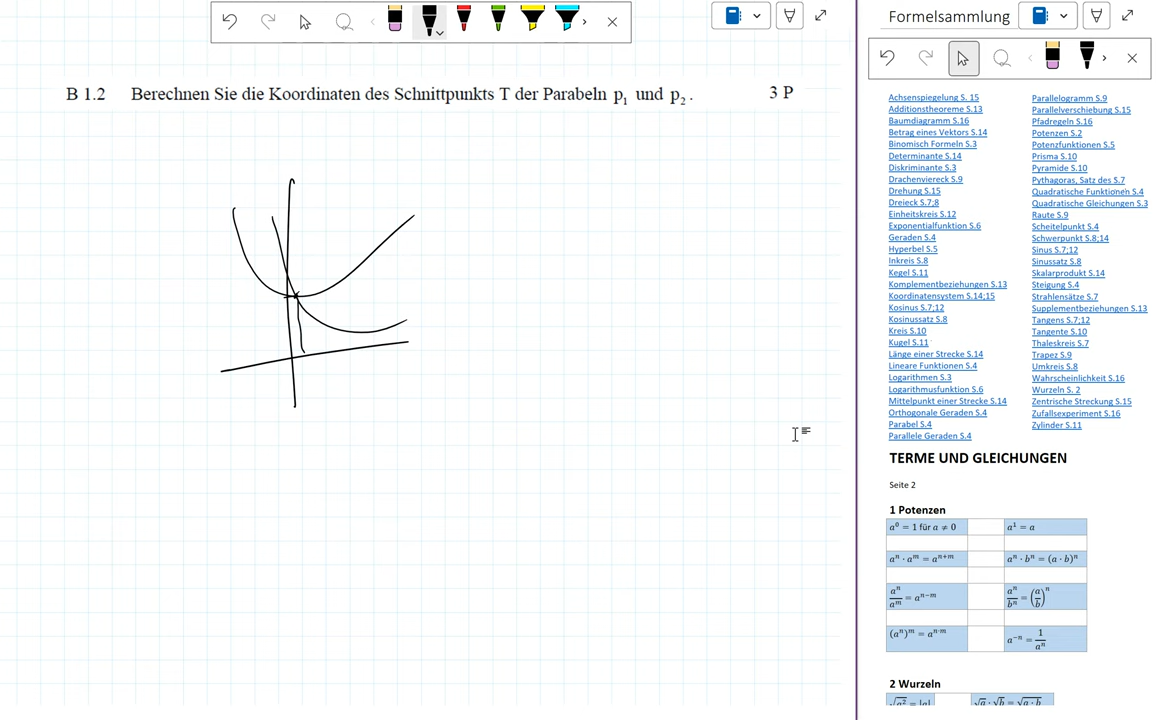 Formelsammlung
B 1.2 Berechnen Sie die Koordinaten des Schnittpunkts T der Parabeln p₁ und p₂. 3 P
Achsenspiegelung S. 15
Additionstheoreme S.13
Baumdiagramm S.16
Betrag eines Vektors S.14
Binomisch Formeln S.3
Determinante S.14
Diskriminante S.3
Drachenviereck S.9
Drehung S.15
Dreiecke S.7;8
Einheitskreis S.12
Exponentialfunktion S.6
Geraden S.4
Hyperbel S.5
Inkreis S.8
Kegel S.11
Komplementbeziehungen S.13
Koordinatensystem S.14;15
Kosinus S.7;12
Kosinussatz S.8
Kreis S.10
Kugel S.11
Länge einer Strecke S.14
Lineare Funktionen S.4
Logarithmen S.3
Logarithmusfunktion S.6
Mittelpunkt einer Strecke S.14
Orthogonale Geraden S.4
Parabel S.4
Parallele Geraden S.4
Parallelogramm S.9
Parallelverschiebung S.15
Pfadregeln S.16
Potenzen S.2
Potenzfunktionen S.5
Prisma S.10
Pyramide S.10
Pythagoras, Satz des S.7
Quadratische Funktionen S.4
Quadratische Gleichungen S.3
Raute S.9
Scheitelpunkt S.4
Schwerpunkt S.8;14
Sinus S.7;12
Sinussatz S.8
Skalarprodukt S.14
Steigung S.4
Strahlensätze S.7
Supplementbeziehungen S.13
Tangens S.7;12
Tangente S.10
Thaleskreis S.7
Trapez S.9
Umkreis S.8
Wahrscheinlichkeit S.16
Wurzeln S. 2
Zentrische Streckung S.15
Zufallsexperiment S.16
Zylinder S.11
TERME UND GLEICHUNGEN
Seite 2
1 Potenzen
a⁰ = 1 für a ≠ 0 a¹ = a
aⁿ · aᵐ = aⁿ⁺ᵐ aⁿ · bⁿ = (a · b)ⁿ
aⁿ/aᵐ = aⁿ⁻ᵐ aⁿ/bⁿ = (a/b)ⁿ
(aⁿ)ᵐ = aⁿ·ᵐ a⁻ⁿ = 1/aⁿ
2 Wurzeln
√a² = |a| √a · √b = √a · b